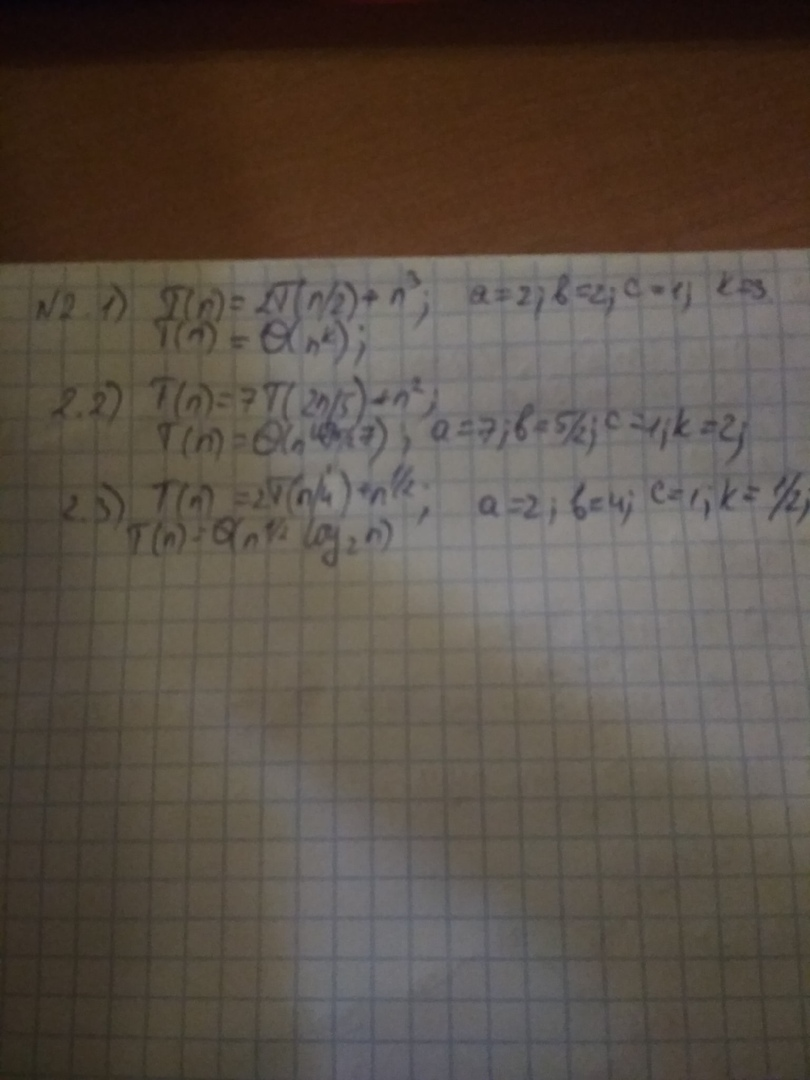 N2. 1) T(n) = 2T(n/2) + n³; a=2; b=2; c=1; k=3
T(n) = Θ(nᵏ);
2.2) T(n) = 7T(2n/5) + n²;
T(n) = Θ(n 7); a=7; b=5/2; c=1; k=2;
2.3) T(n) = 2T(n/4) + n^1/2; a=2; b=4; c=1; k=1/2;
T(n) = Θ(n^1/2 log₂ n)